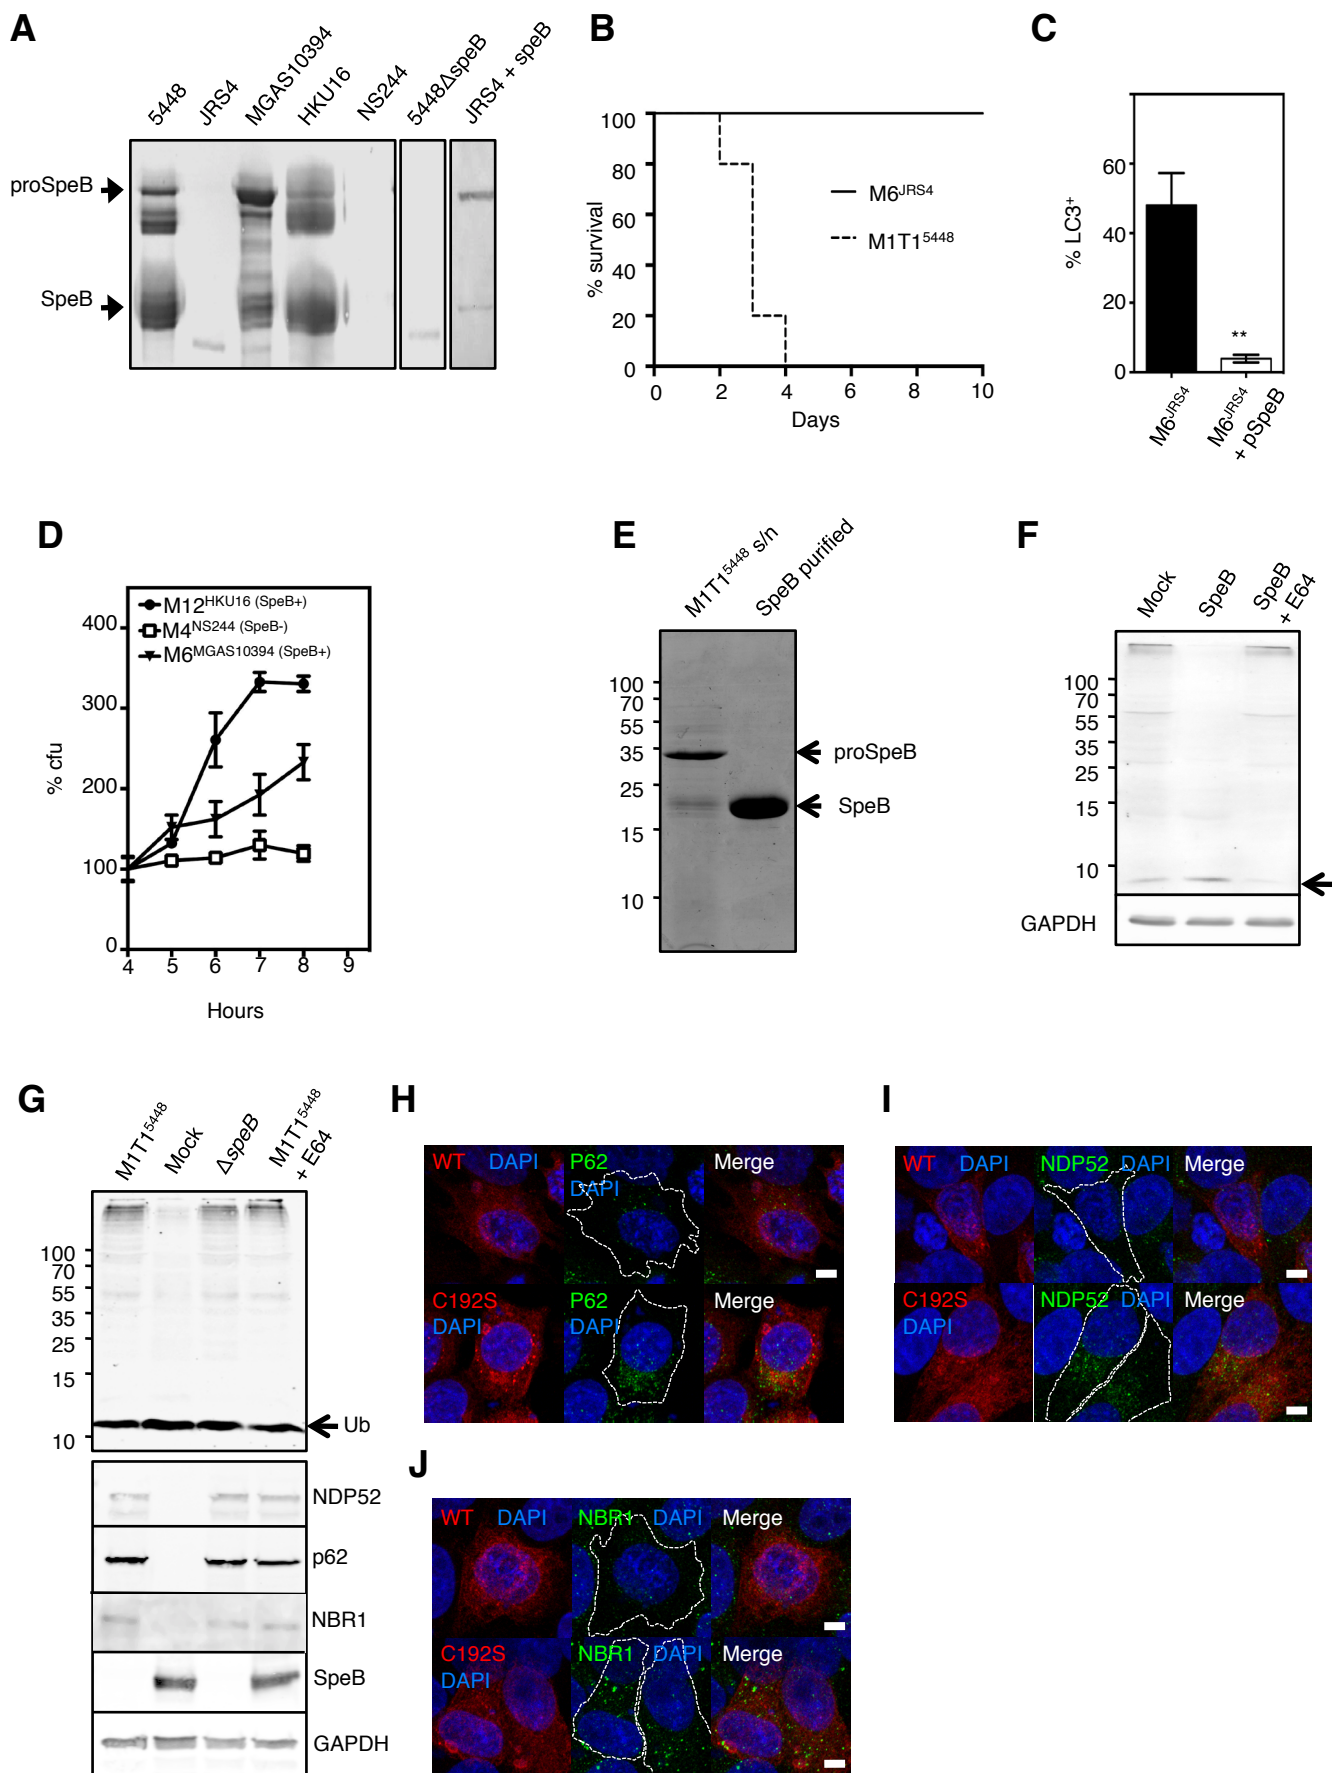 A
5448
JRS4
MGAS10394
HKU16
NS244
5448ΔspeB
JRS4 + speB
proSpeB
SpeB
B
% survival
100
80
60
40
20
0
M6JRS4
M1T15448
0 2 4 6 8 10
Days
C
% LC3+
60
40
20
0
**
M6JRS4
M6JRS4
+ pSpeB
D
% cfu
400
300
200
100
0
M12HKU16 (SpeB+)
M4NS244 (SpeB-)
M6MGAS10394 (SpeB+)
4 5 6 7 8 9
Hours
E
M1T15448 s/n
SpeB purified
100
70
55
35
25
15
10
proSpeB
SpeB
F
Mock
SpeB
SpeB
+ E64
100
70
55
35
25
15
10
GAPDH
G
M1T15448
Mock
ΔspeB
M1T15448
+ E64
100
70
55
35
25
15
10
Ub
NDP52
p62
NBR1
SpeB
GAPDH
H
WT DAPI
P62
DAPI
Merge
C192S
DAPI
P62
DAPI
Merge
I
WT DAPI
NDP52 DAPI
Merge
C192S
DAPI
NDP52 DAPI
Merge
J
WT DAPI
NBR1 DAPI
Merge
C192S
DAPI
NBR1 DAPI
Merge